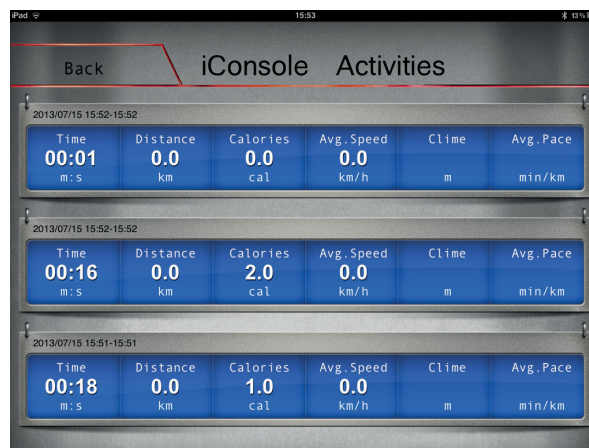 iPad 15:53 13%
Back iConsole Activities
2013/07/15 15:52-15:52
Time Distance Calories Avg.Speed Clime Avg.Pace
00:01 0.0 0.0 0.0
m:s km cal km/h m min/km
2013/07/15 15:52-15:52
Time Distance Calories Avg.Speed Clime Avg.Pace
00:16 0.0 2.0 0.0
m:s km cal km/h m min/km
2013/07/15 15:51-15:51
Time Distance Calories Avg.Speed Clime Avg.Pace
00:18 0.0 1.0 0.0
m:s km cal km/h m min/km